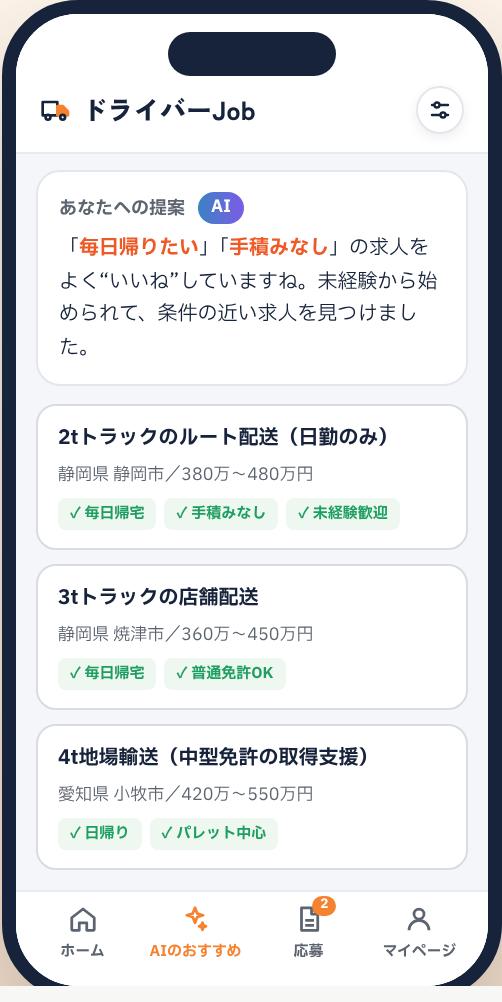 ドライバーJob
あなたへの提案 AI
「毎日帰りたい」「手積みなし」の求人を
よく“いいね”していますね。未経験から始
められて、条件の近い求人を見つけまし
た。
2tトラックのルート配送（日勤のみ）
静岡県 静岡市／380万〜480万円
✓毎日帰宅 ✓手積みなし ✓未経験歓迎
3tトラックの店舗配送
静岡県 焼津市／360万〜450万円
✓毎日帰宅 ✓普通免許OK
4t地場輸送（中型免許の取得支援）
愛知県 小牧市／420万〜550万円
✓日帰り ✓パレット中心
2
ホーム AIのおすすめ 応募 マイページ